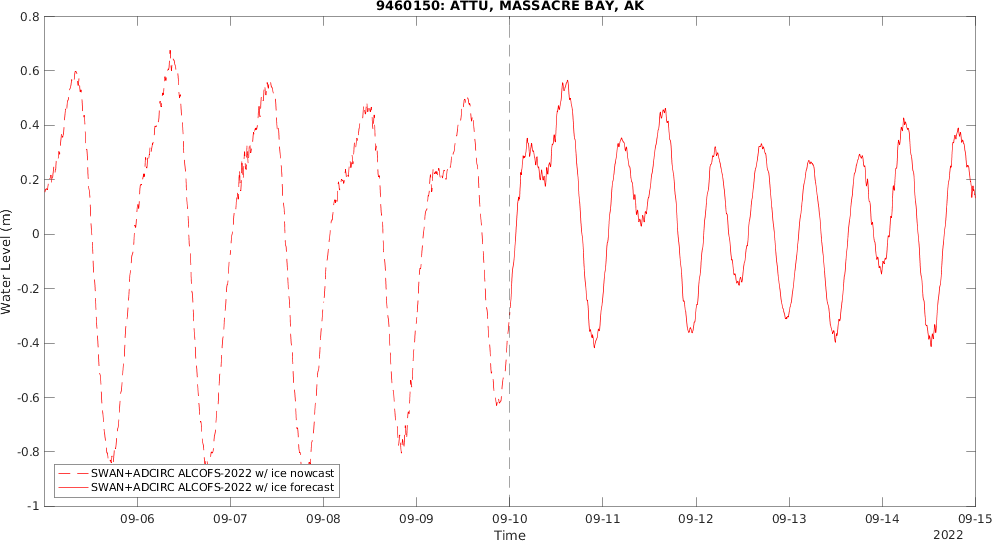 9460150: ATTU, MASSACRE BAY, AK
0.8
0.6
0.4
0.2
0
-0.2
-0.4
-0.6
-0.8
-1
Water Level (m)
SWAN+ADCIRC ALCOFS-2022 w/ ice nowcast
SWAN+ADCIRC ALCOFS-2022 w/ ice forecast
09-06 09-07 09-08 09-09 09-10 09-11 09-12 09-13 09-14 09-15
Time
2022